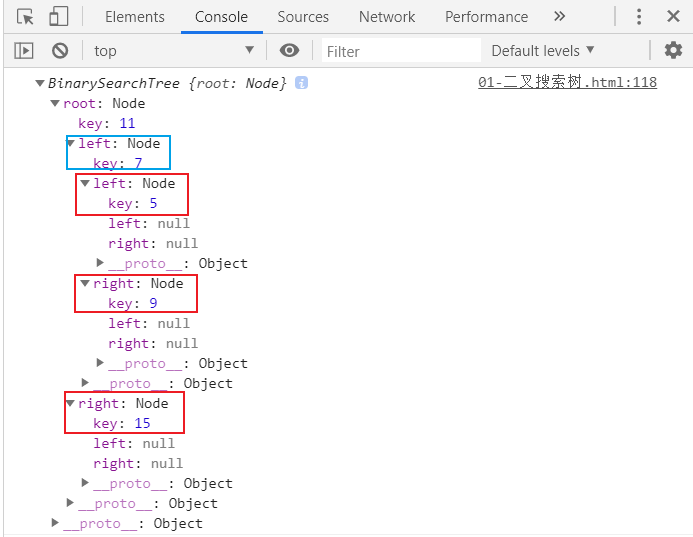 Elements Console Sources Network Performance
top Filter Default levels
BinarySearchTree {root: Node} i 01-二叉搜索树.html:118
root: Node
key: 11
left: Node
key: 7
left: Node
key: 5
left: null
right: null
__proto__: Object
right: Node
key: 9
left: null
right: null
__proto__: Object
__proto__: Object
right: Node
key: 15
left: null
right: null
__proto__: Object
__proto__: Object
__proto__: Object